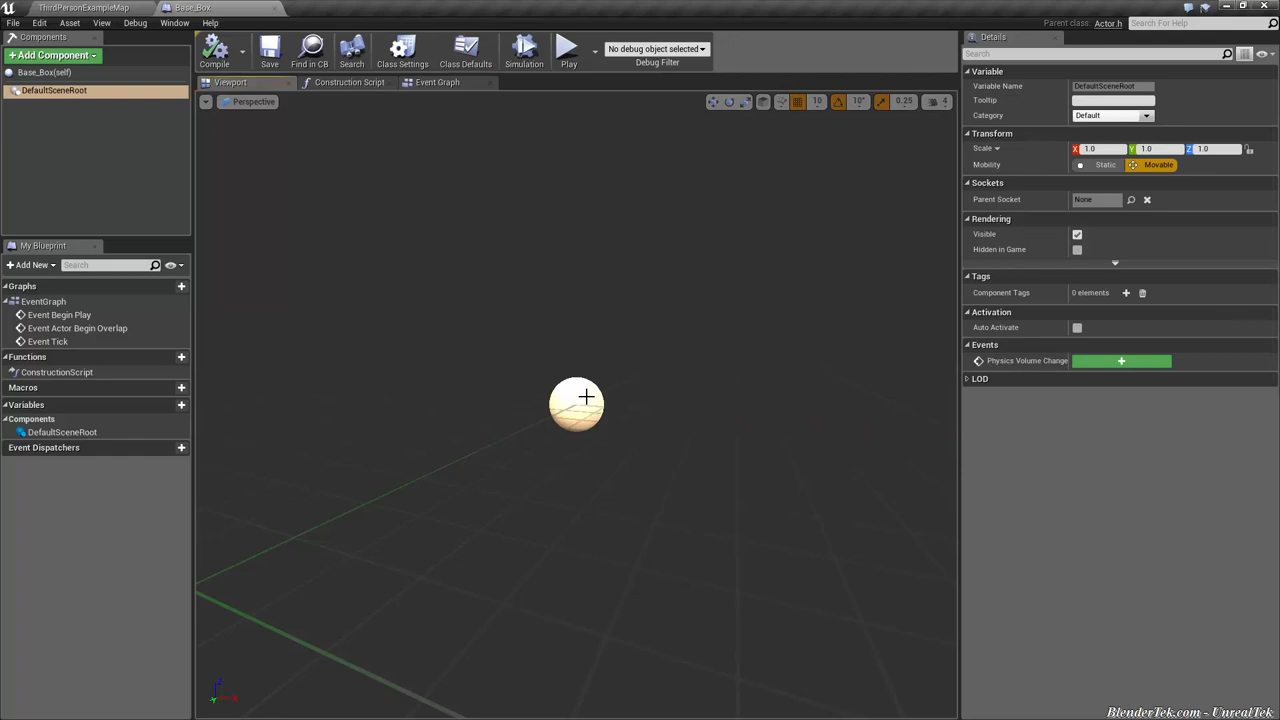 ThirdPersonExampleMap
Base_Box
File Edit Asset View Debug Window Help
Parent class: Actor.h Search For Help
Components
+Add Component
Base_Box(self)
DefaultSceneRoot
Compile
Save
Find in CB
Search
Class Settings
Class Defaults
Simulation
Play
No debug object selected
Debug Filter
Viewport
Construction Script
Event Graph
Perspective
10
10°
0.25
4
My Blueprint
+Add New
Search
Graphs
EventGraph
Event Begin Play
Event Actor Begin Overlap
Event Tick
Functions
ConstructionScript
Macros
Variables
Components
DefaultSceneRoot
Event Dispatchers
Details
Search
Variable
Variable Name DefaultSceneRoot
Tooltip
Category Default
Transform
Scale X 1.0 Y 1.0 Z 1.0
Mobility Static Movable
Sockets
Parent Socket None
Rendering
Visible
Hidden in Game
Tags
Component Tags 0 elements
Activation
Auto Activate
Events
Physics Volume Change
LOD
BlenderTek.com - UnrealTek